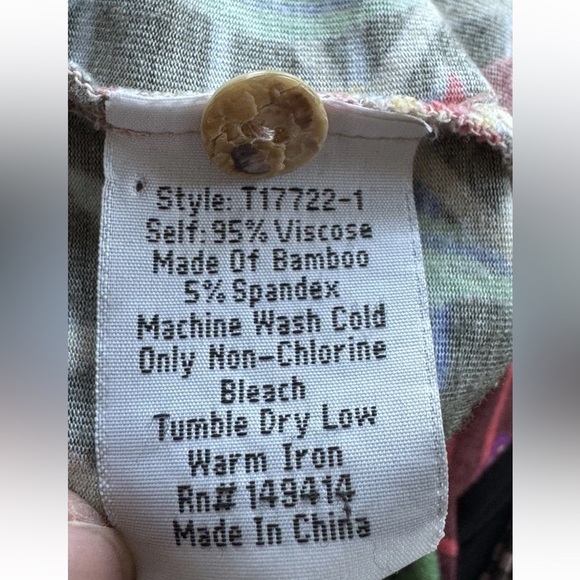 Style: T17722-1
Self: 95% Viscose
Made Of Bamboo
5% Spandex
Machine Wash Cold
Only Non-Chlorine
Bleach
Tumble Dry Low
Warm Iron
Rn# 149414
Made In China